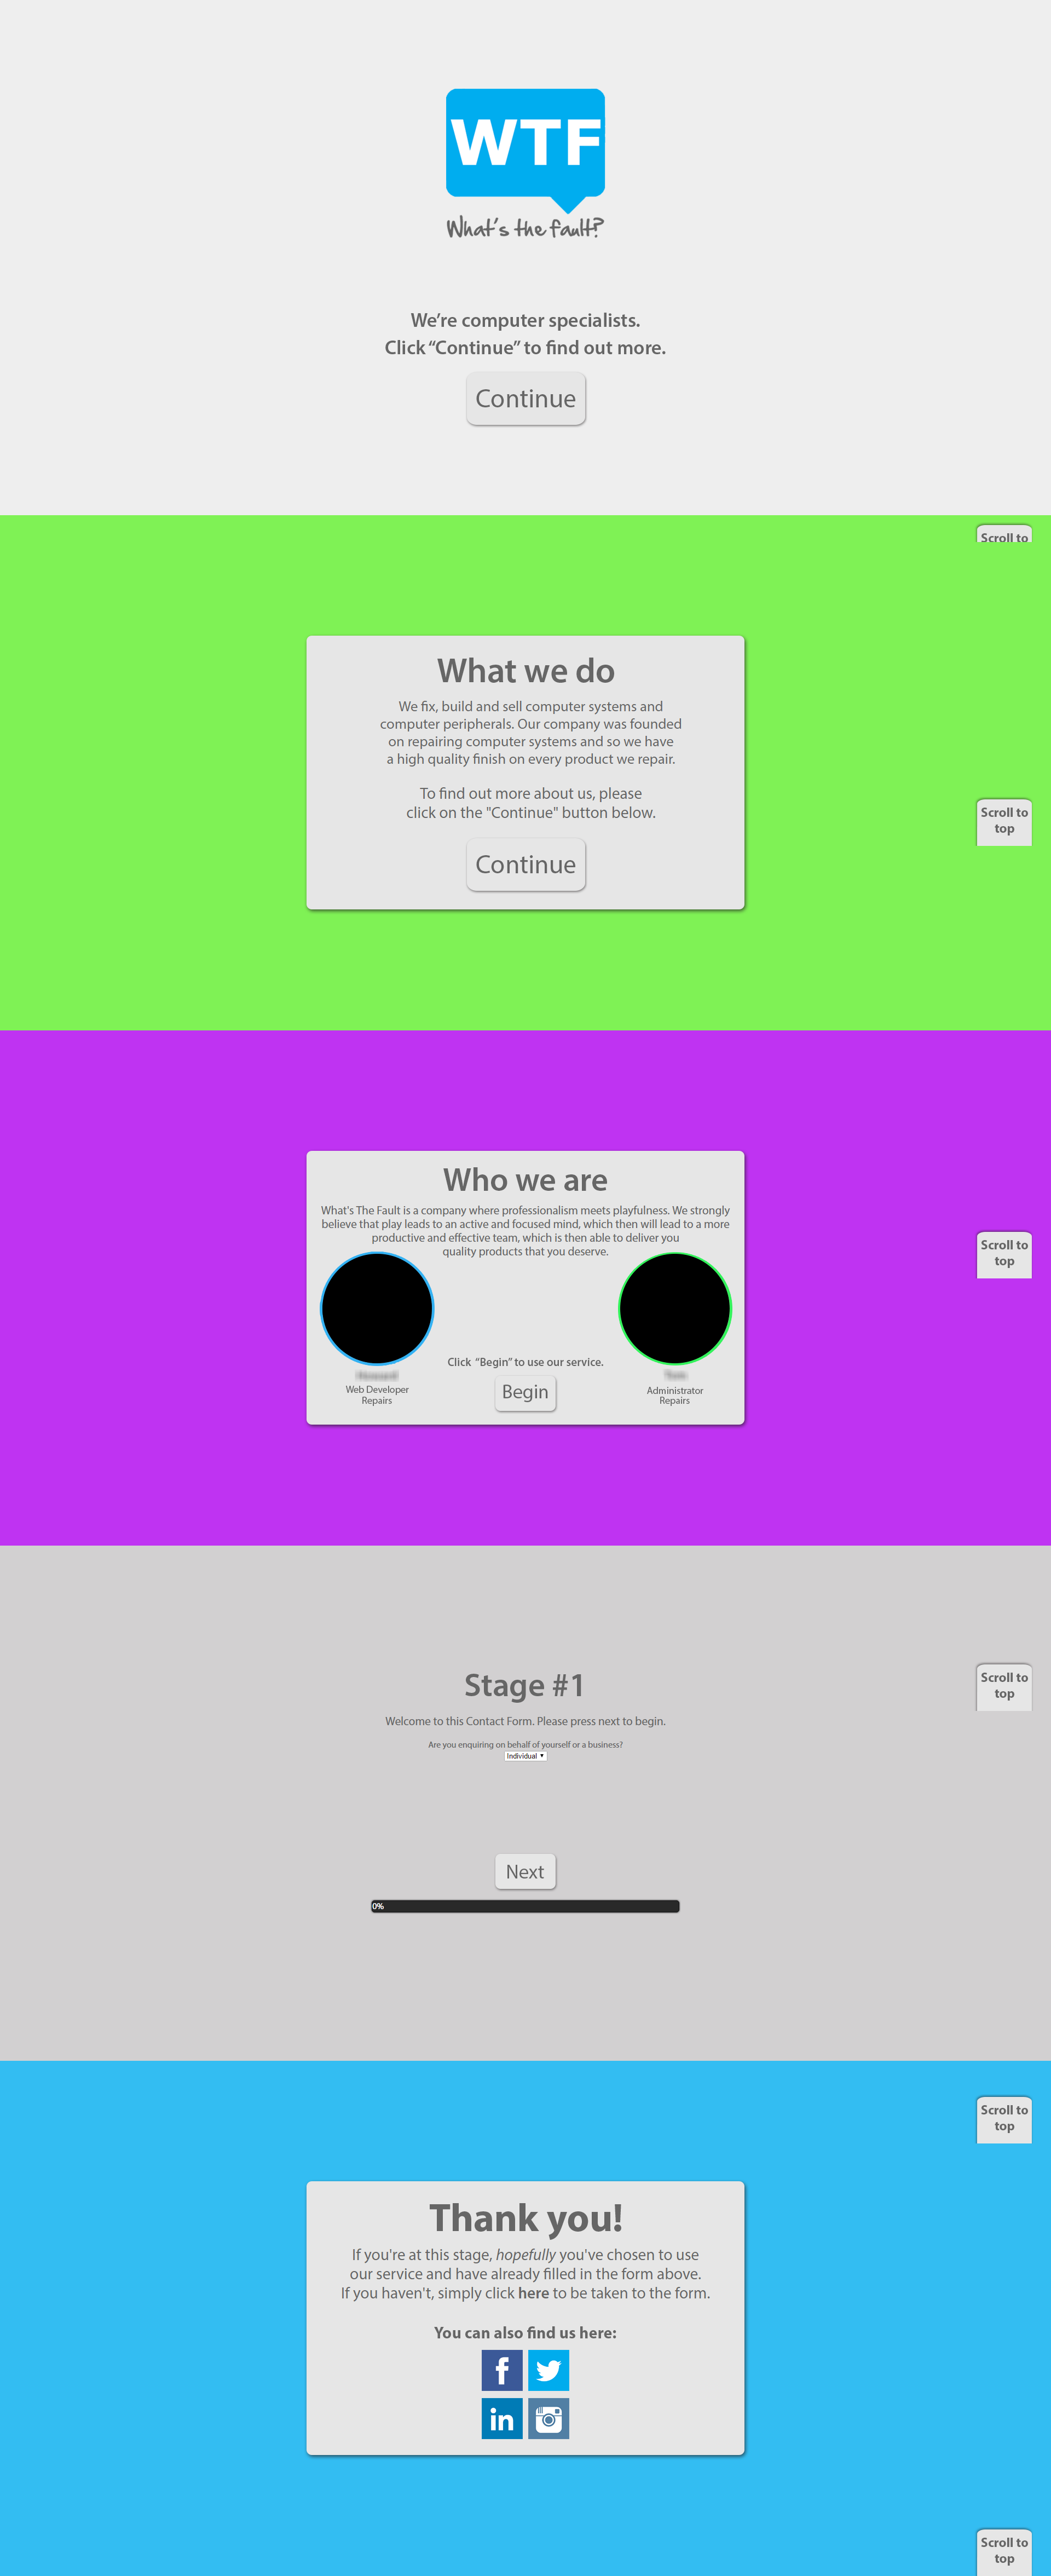 WTF
What's the fault?
We're computer specialists.
Click “Continue” to find out more.
Continue
Scroll to
What we do
We fix, build and sell computer systems and
computer peripherals. Our company was founded
on repairing computer systems and so we have
a high quality finish on every product we repair.
To find out more about us, please
click on the "Continue" button below.
Scroll to
top
Continue
Who we are
What's The Fault is a company where professionalism meets playfulness. We strongly
believe that play leads to an active and focused mind, which then will lead to a more
productive and effective team, which is then able to deliver you
quality products that you deserve.
Scroll to
top
Click “Begin” to use our service.
Begin
Web Developer
Repairs
Administrator
Repairs
Stage #1
Scroll to
top
Welcome to this Contact Form. Please press next to begin.
Are you enquiring on behalf of yourself or a business?
Individual
Next
0%
Scroll to
top
Thank you!
If you're at this stage, hopefully you've chosen to use
our service and have already filled in the form above.
If you haven't, simply click here to be taken to the form.
You can also find us here:
f
in
Scroll to
top